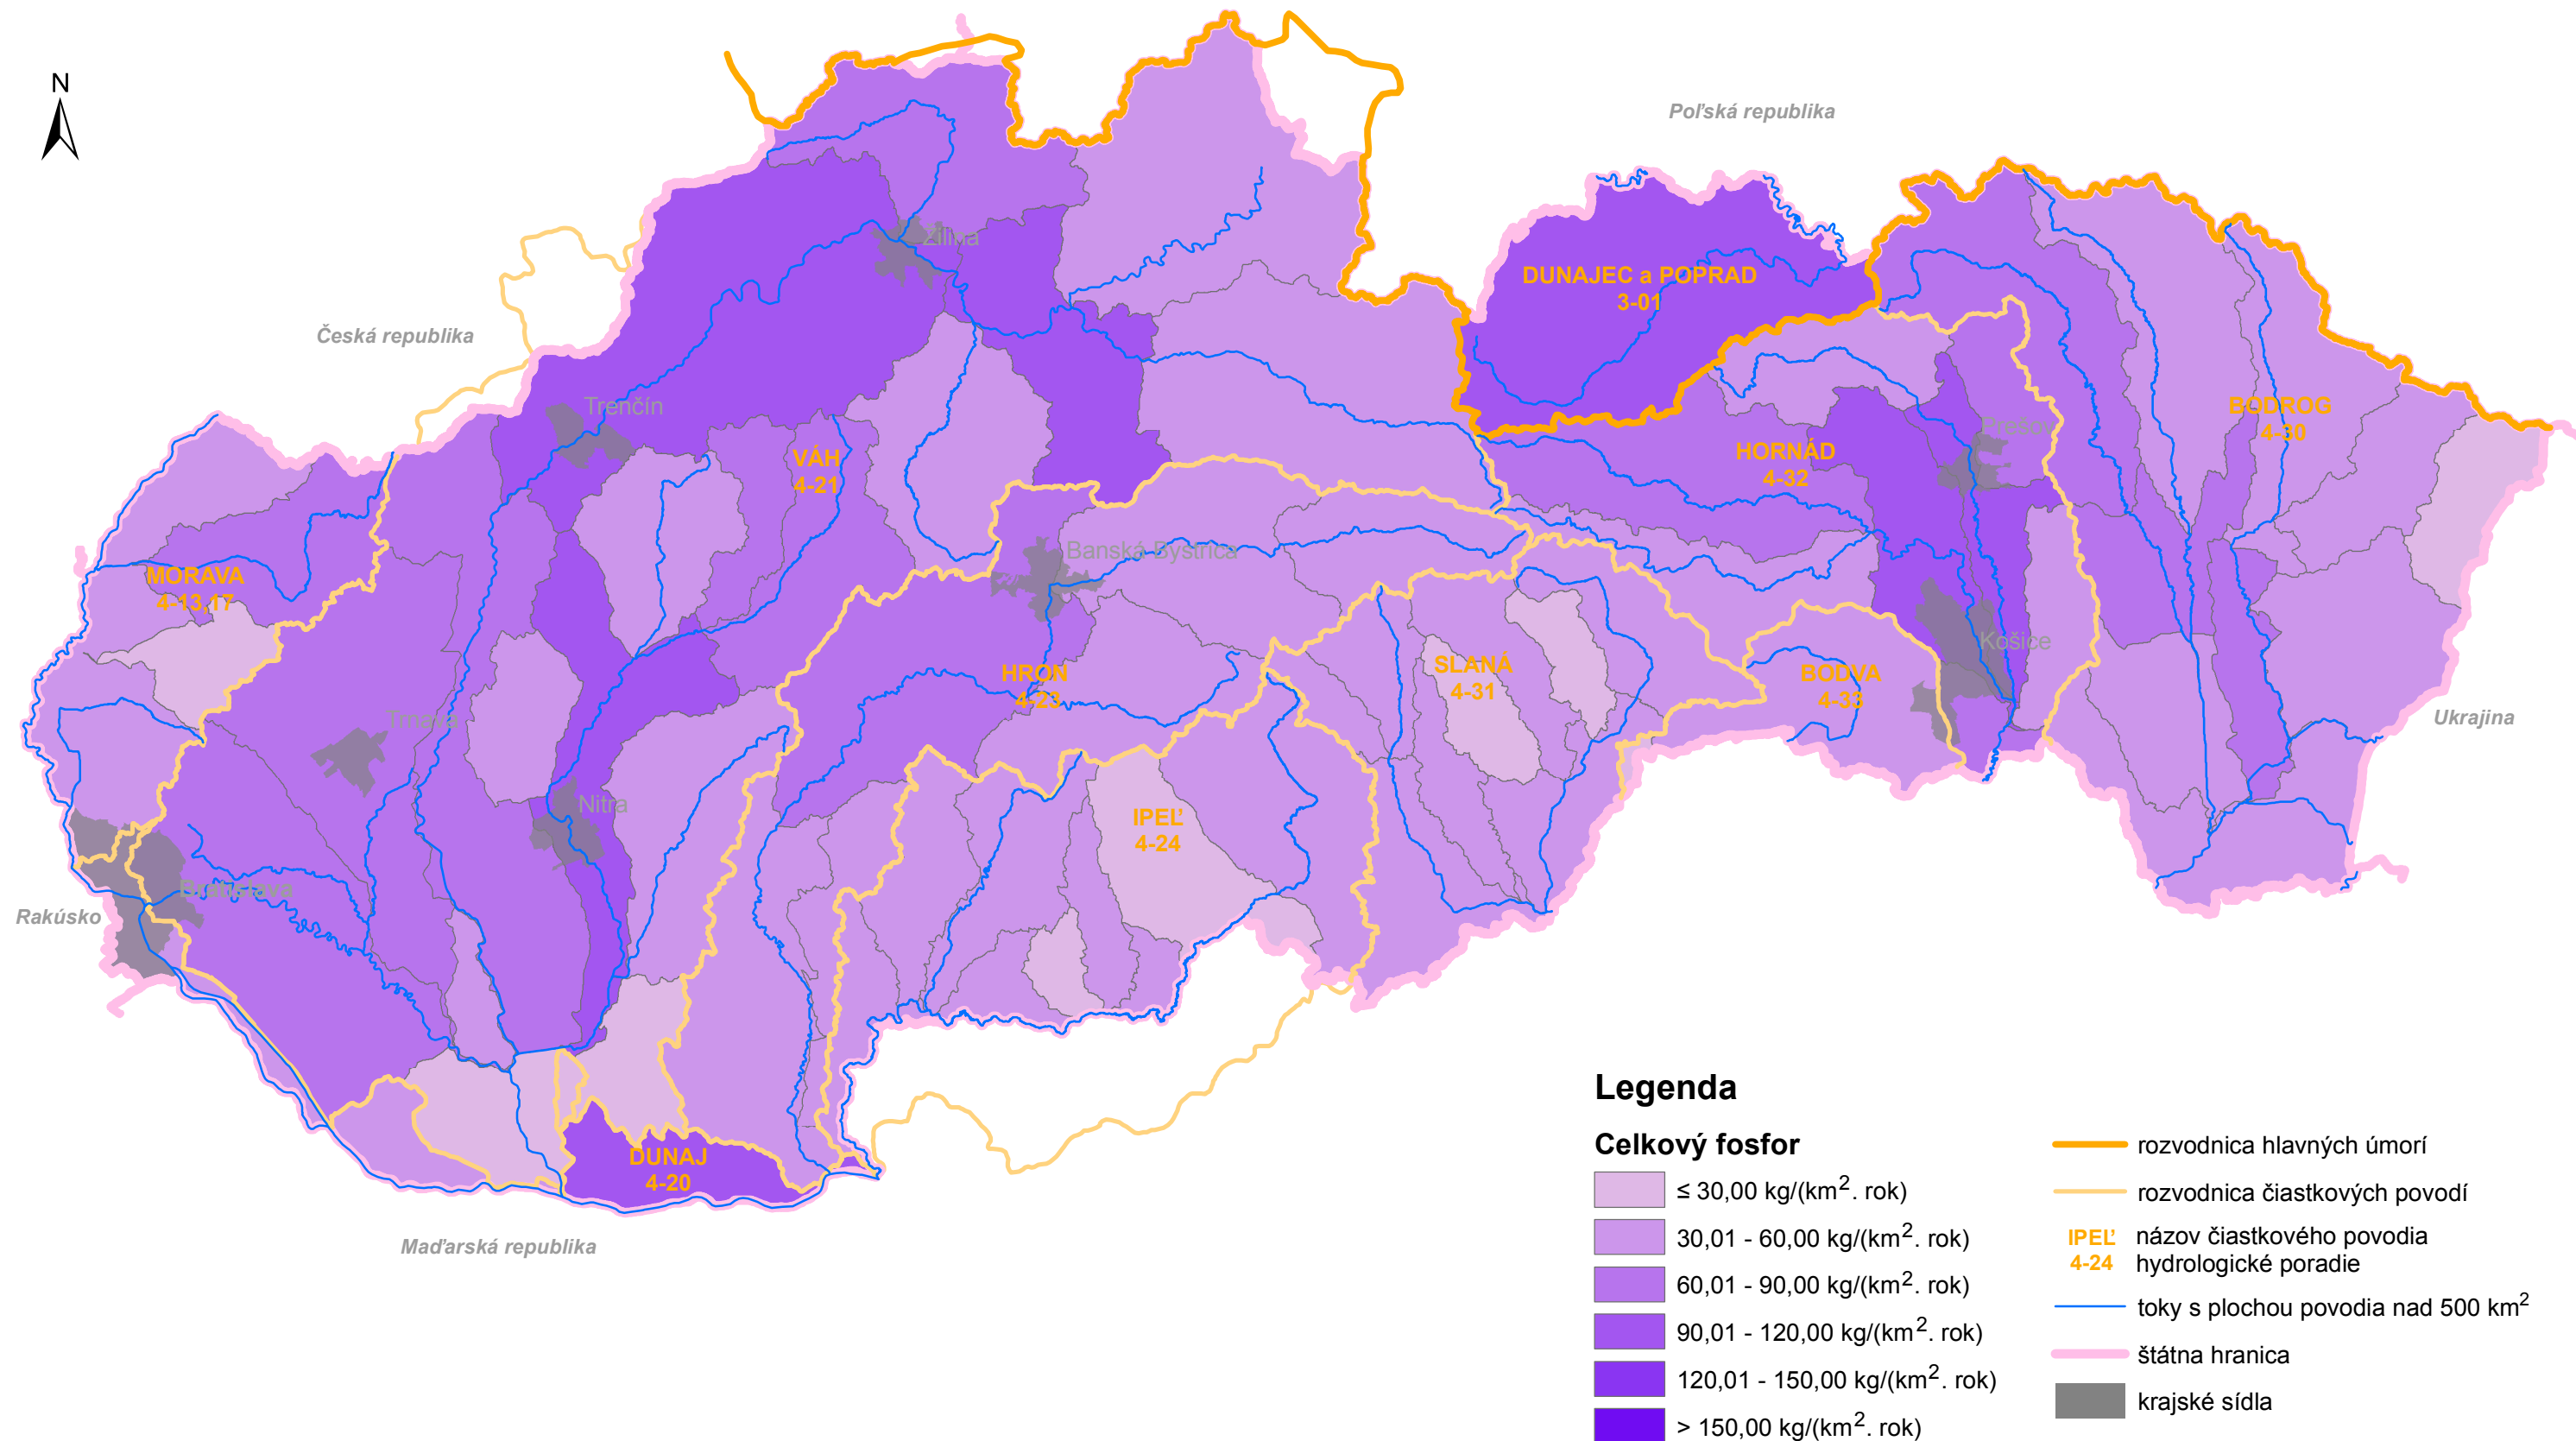 N
Poľská republika
Žilina
DUNAJEC a POPRAD
3-01
Česká republika
Trenčín
BODROG
4-30
Prešov
VÁH
4-21
HORNÁD
4-32
Banská Bystrica
MORAVA
4-13,17
Košice
SLANÁ
4-31
HRON
4-23
BODVA
4-33
Trnava
Ukrajina
Nitra
IPEĽ
4-24
Bratislava
Rakúsko
DUNAJ
4-20
Maďarská republika
Legenda
Celkový fosfor
≤ 30,00 kg/(km². rok)
30,01 - 60,00 kg/(km². rok)
60,01 - 90,00 kg/(km². rok)
90,01 - 120,00 kg/(km². rok)
120,01 - 150,00 kg/(km². rok)
> 150,00 kg/(km². rok)
rozvodnica hlavných úmorí
rozvodnica čiastkových povodí
IPEĽ
4-24
názov čiastkového povodia
hydrologické poradie
toky s plochou povodia nad 500 km²
štátna hranica
krajské sídla